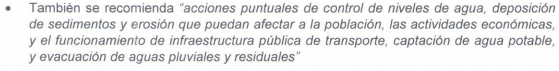 • También se recomienda "acciones puntuales de control de niveles de agua, deposición
de sedimentos y erosión que puedan afectar a la población, las actividades económicas,
y el funcionamiento de infraestructura pública de transporte, captación de agua potable,
y evacuación de aguas pluviales y residuales"